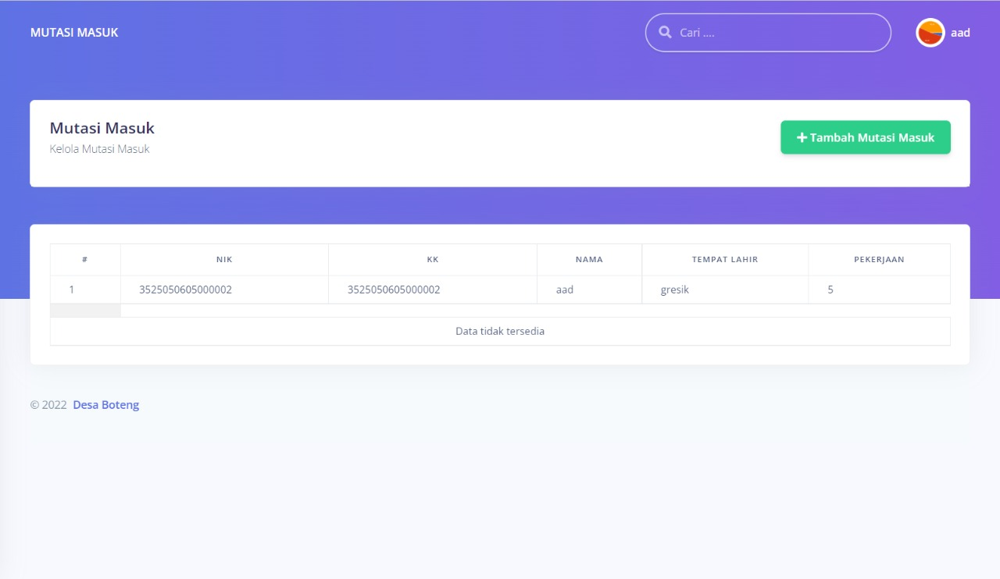 MUTASI MASUK
Cari ....
aad
Mutasi Masuk
Kelola Mutasi Masuk
Tambah Mutasi Masuk
# NIK KK NAMA TEMPAT LAHIR PEKERJAAN
1 3525050605000002 3525050605000002 aad gresik 5
Data tidak tersedia
© 2022 Desa Boteng